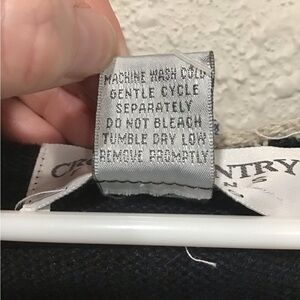 MACHINE WASH COLD
GENTLE CYCLE
SEPARATELY
DO NOT BLEACH
TUMBLE DRY LOW
REMOVE PROMPTLY